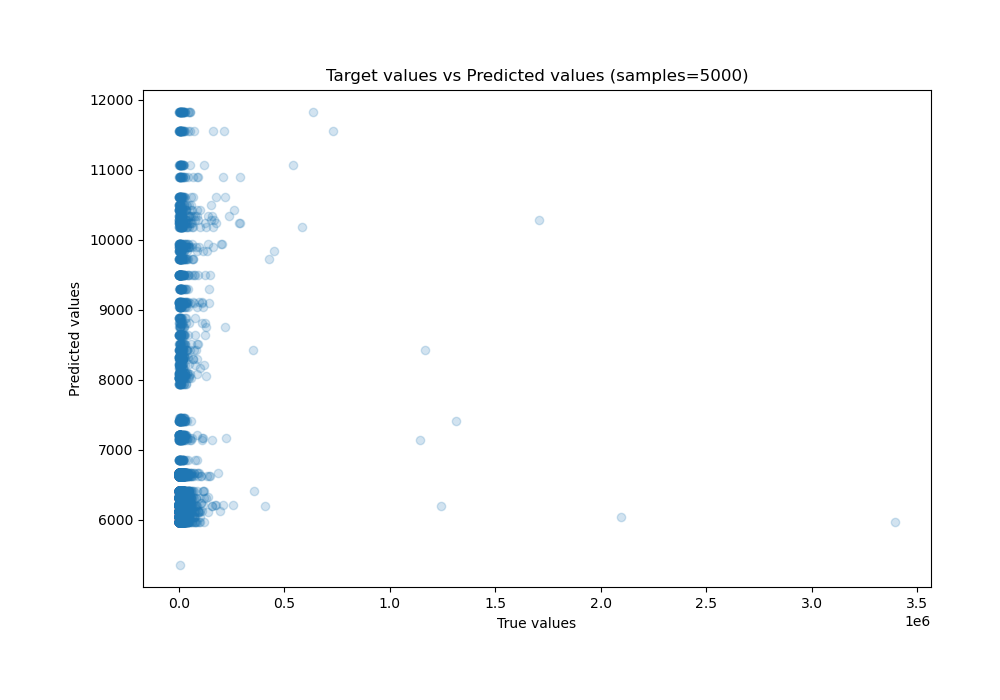 Target values vs Predicted values (samples=5000)
Predicted values
12000
11000
10000
9000
8000
7000
6000
0.0 0.5 1.0 1.5 2.0 2.5 3.0 3.5
1e6
True values